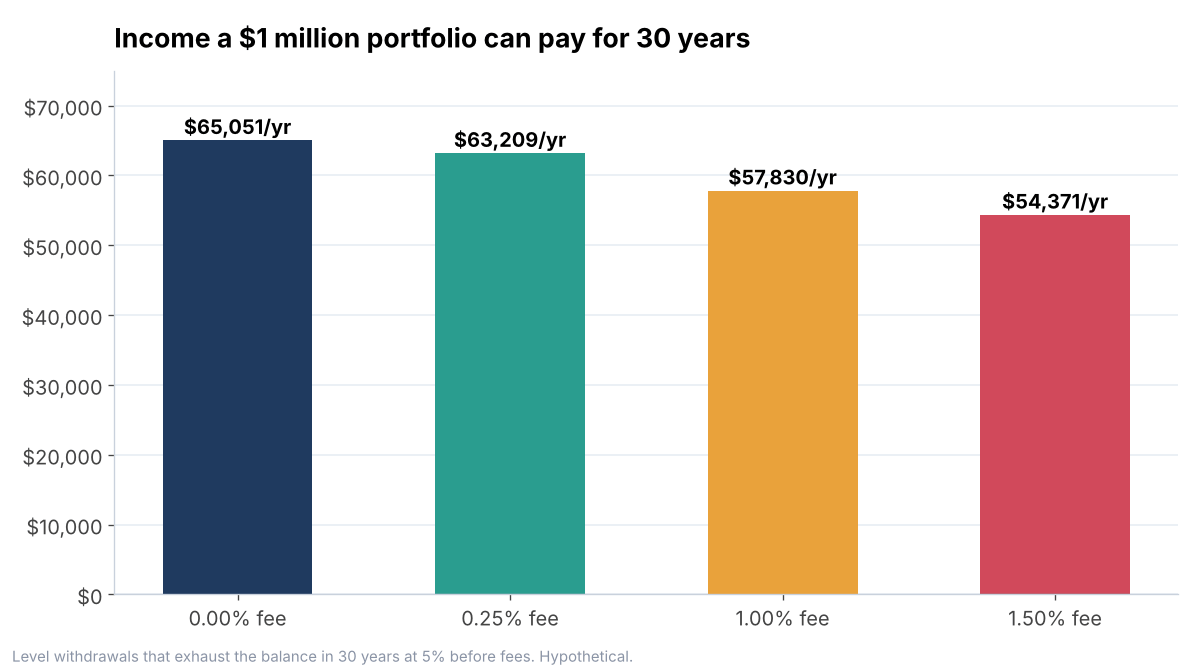 Income a $1 million portfolio can pay for 30 years
$70,000
$60,000
$50,000
$40,000
$30,000
$20,000
$10,000
$0
$65,051/yr
$63,209/yr
$57,830/yr
$54,371/yr
0.00% fee
0.25% fee
1.00% fee
1.50% fee
Level withdrawals that exhaust the balance in 30 years at 5% before fees. Hypothetical.